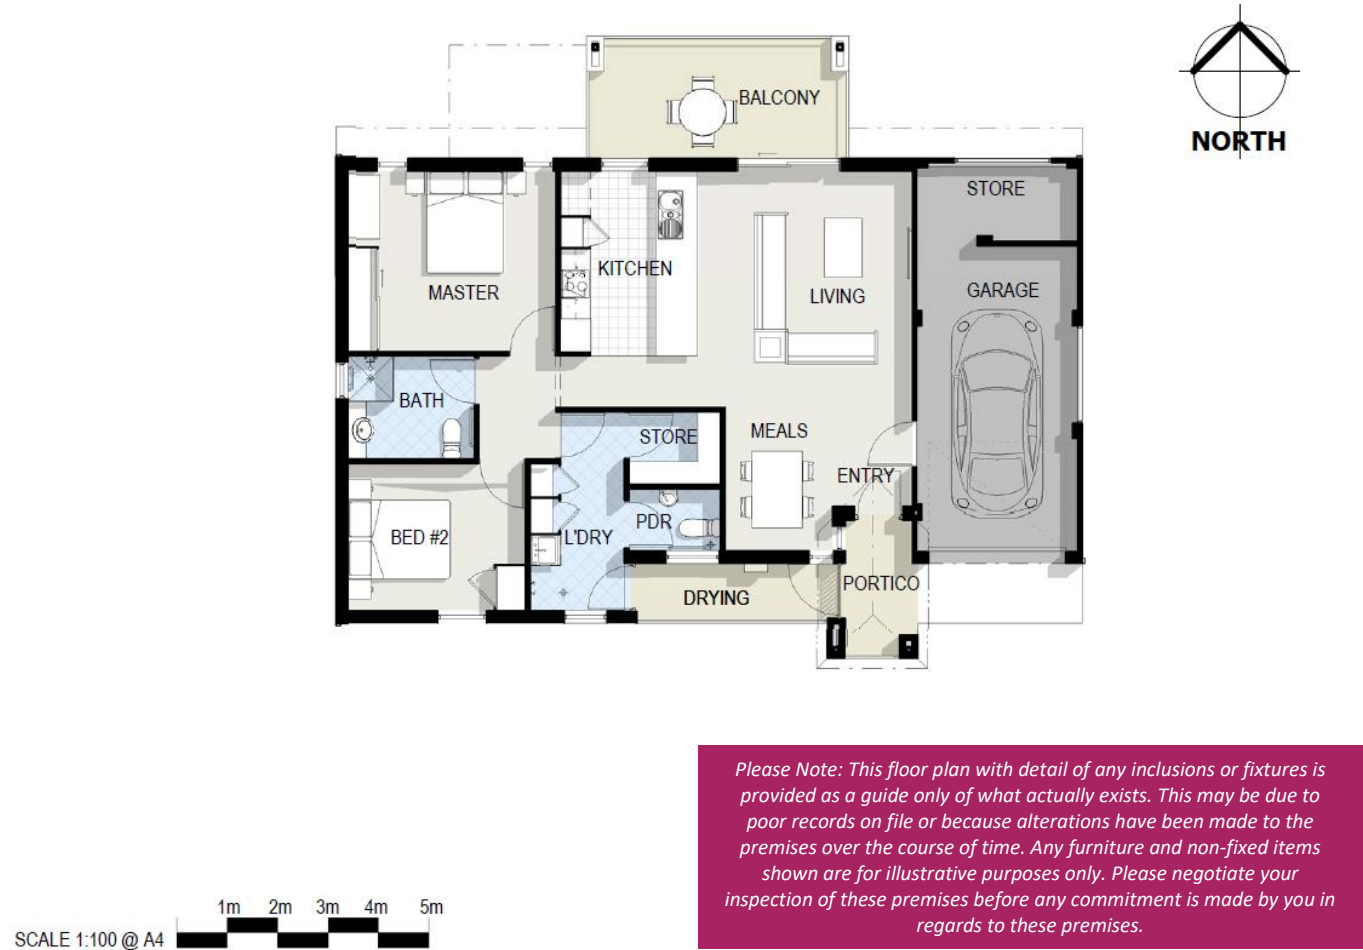 NORTH
BALCONY
STORE
KITCHEN
MASTER
LIVING
GARAGE
BATH
STORE
MEALS
ENTRY
BED #2
L'DRY
PDR
DRYING
PORTICO
Please Note: This floor plan with detail of any inclusions or fixtures is
provided as a guide only of what actually exists. This may be due to
poor records on file or because alterations have been made to the
premises over the course of time. Any furniture and non-fixed items
shown are for illustrative purposes only. Please negotiate your
inspection of these premises before any commitment is made by you in
regards to these premises.
1m 2m 3m 4m 5m
SCALE 1:100 @ A4